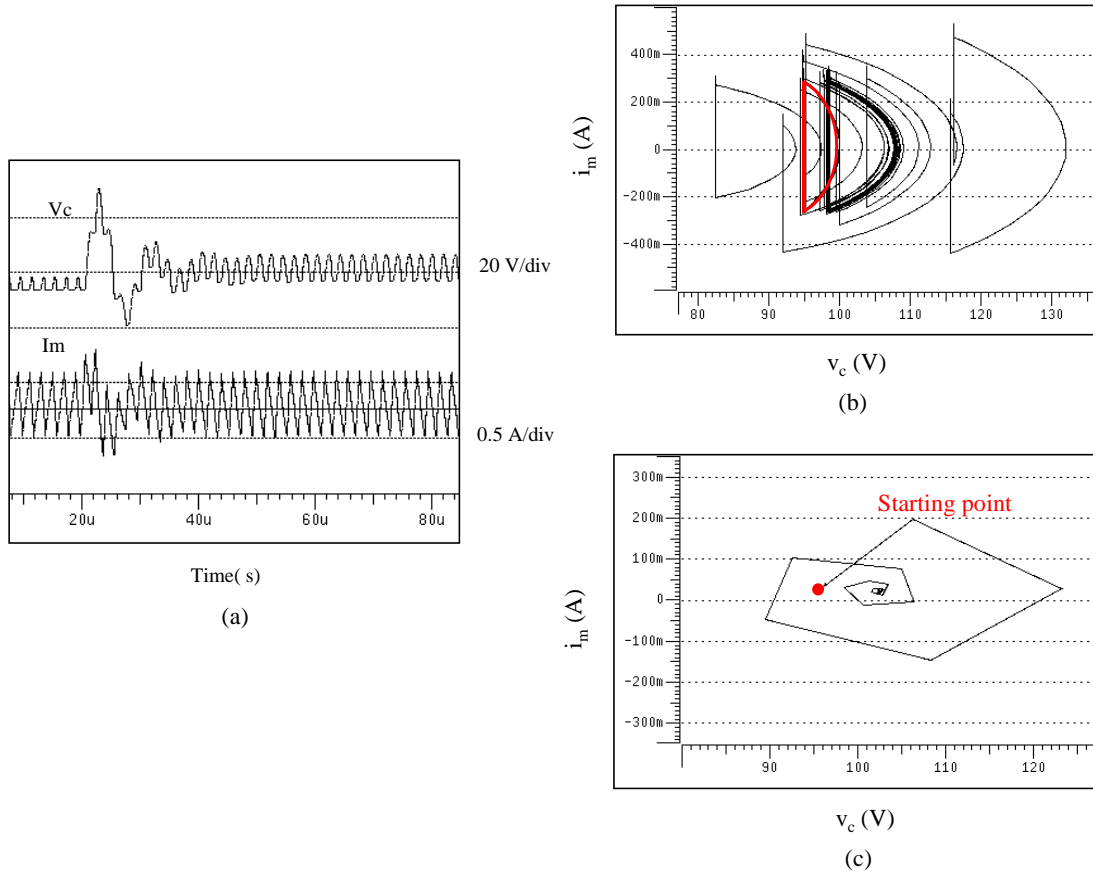 Vc
20 V/div
Im
0.5 A/div
20u 40u 60u 80u
Time( s)
(a)
400m
200m
0
-200m
-400m
i_m (A)
80 90 100 110 120 130
v_c (V)
(b)
300m
200m
100m
0
-100m
-200m
-300m
i_m (A)
Starting point
90 100 110 120
v_c (V)
(c)